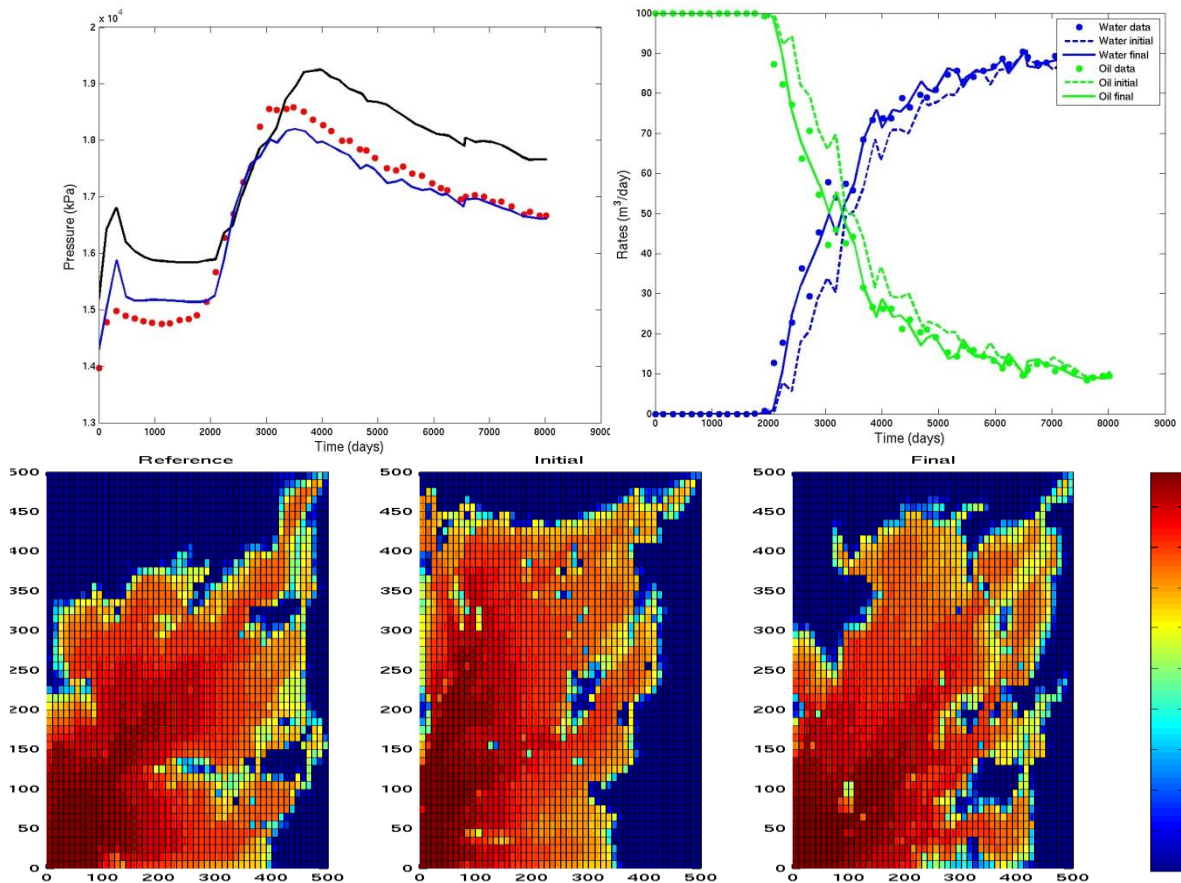 2 x 10⁴
1.9
1.8
1.7
1.6
1.5
1.4
1.3
Pressure (kPa)
0 1000 2000 3000 4000 5000 6000 7000 8000 9000
Time (days)
100
90
80
70
60
50
40
30
20
10
0
Rates (m³/day)
0 1000 2000 3000 4000 5000 6000 7000 8000 9000
Time (days)
Water data
Water initial
Water final
Oil data
Oil initial
Oil final
Reference
500
450
400
350
300
250
200
150
100
50
0
0 100 200 300 400 500
Initial
500
450
400
350
300
250
200
150
100
50
0
0 100 200 300 400 500
Final
500
450
400
350
300
250
200
150
100
50
0
0 100 200 300 400 500